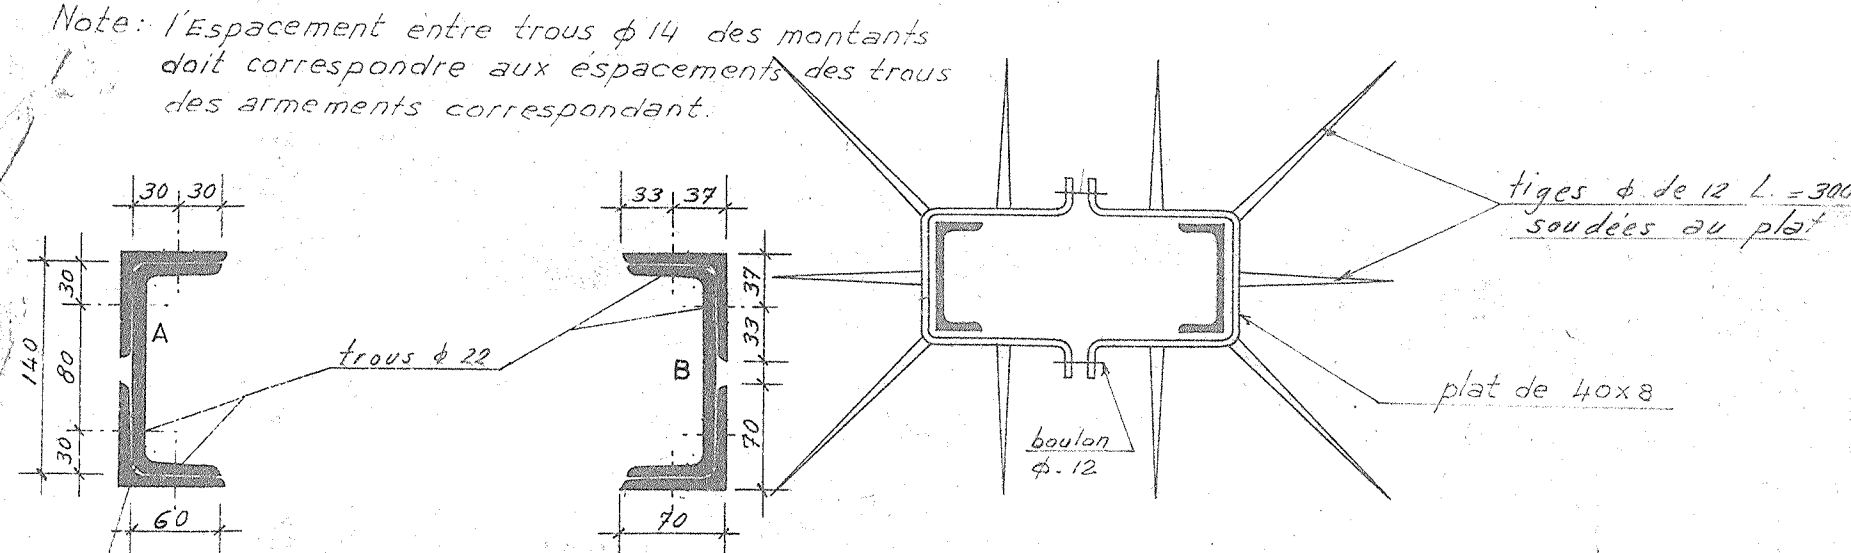 Note: l'Espacement entre trous ϕ 14 des montants
doit correspondre aux éspacements des trous
des armements correspondant.
30 30
33 37
30
80
30
140
A
60
trous ϕ 22
B
37
33
70
70
tiges ϕ de 12 L = 300
soudées au plat
plat de 40x8
boulon
ϕ. 12